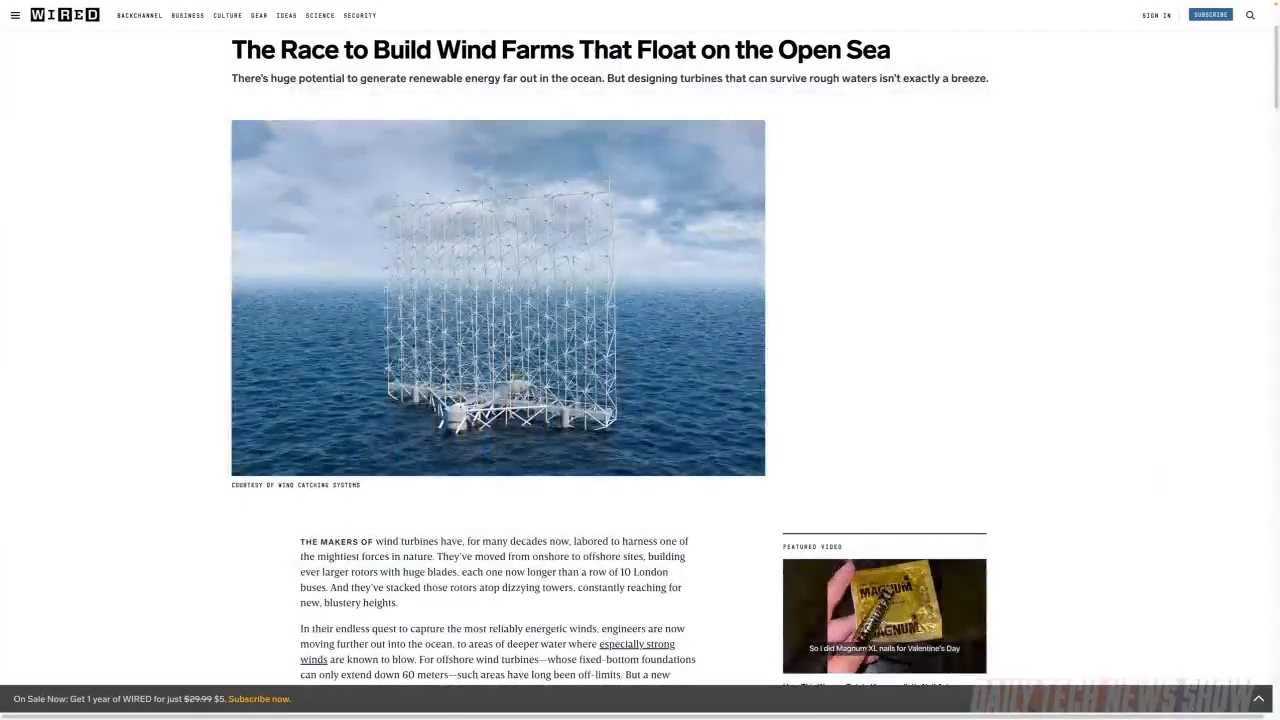 WIRED
BACKCHANNEL BUSINESS CULTURE GEAR IDEAS SCIENCE SECURITY
SIGN IN
SUBSCRIBE
The Race to Build Wind Farms That Float on the Open Sea
There's huge potential to generate renewable energy far out in the ocean. But designing turbines that can survive rough waters isn't exactly a breeze.
COURTESY OF WIND CATCHING SYSTEMS
THE MAKERS OF wind turbines have, for many decades now, labored to harness one of
the mightiest forces in nature. They've moved from onshore to offshore sites, building
ever larger rotors with huge blades, each one now longer than a row of 10 London
buses. And they've stacked those rotors atop dizzying towers, constantly reaching for
new, blustery heights.
In their endless quest to capture the most reliably energetic winds, engineers are now
moving further out into the ocean, to areas of deeper water where especially strong
winds are known to blow. For offshore wind turbines—whose fixed-bottom foundations
can only extend down 60 meters—such areas have long been off-limits. But a new
FEATURED VIDEO
MAGNUM
MAGNUM
So I did Magnum XL nails for Valentine's Day
On Sale Now: Get 1 year of WIRED for just $29.99 $5. Subscribe now.
DAILY TECH NEWS SHOW